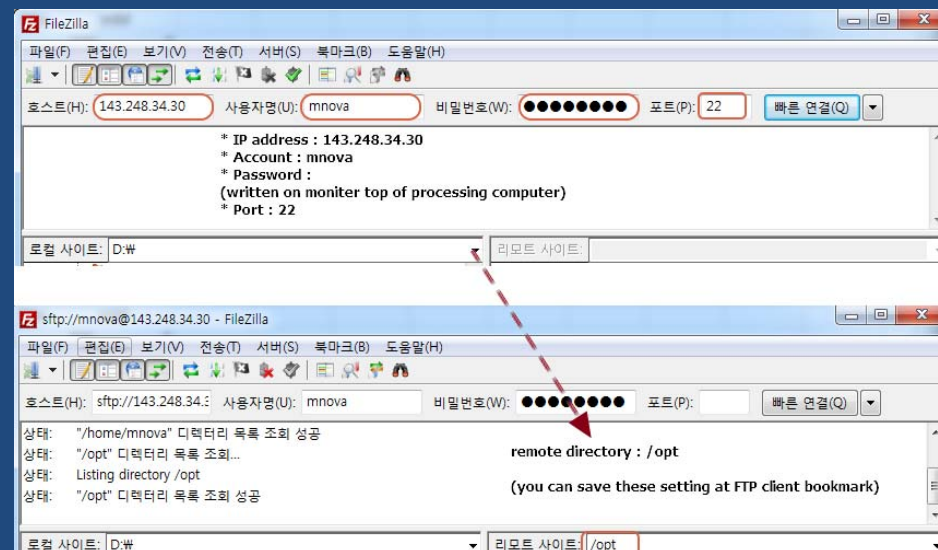 FileZilla
파일(F) 편집(E) 보기(V) 전송(T) 서버(S) 북마크(B) 도움말(H)
호스트(H): 143.248.34.30 사용자명(U): mnova 비밀번호(W): ●●●●●●●● 포트(P): 22 빠른 연결(Q)
* IP address : 143.248.34.30
* Account : mnova
* Password :
(written on moniter top of processing computer)
* Port : 22
로컬 사이트: D:₩ 리모트 사이트:
sftp://mnova@143.248.34.30 - FileZilla
파일(F) 편집(E) 보기(V) 전송(T) 서버(S) 북마크(B) 도움말(H)
호스트(H): sftp://143.248.34.3 사용자명(U): mnova 비밀번호(W): ●●●●●●●● 포트(P): 빠른 연결(Q)
상태: "/home/mnova" 디렉터리 목록 조회 성공
상태: "/opt" 디렉터리 목록 조회...
상태: Listing directory /opt
상태: "/opt" 디렉터리 목록 조회 성공
remote directory : /opt
(you can save these setting at FTP client bookmark)
로컬 사이트: D:₩ 리모트 사이트: /opt